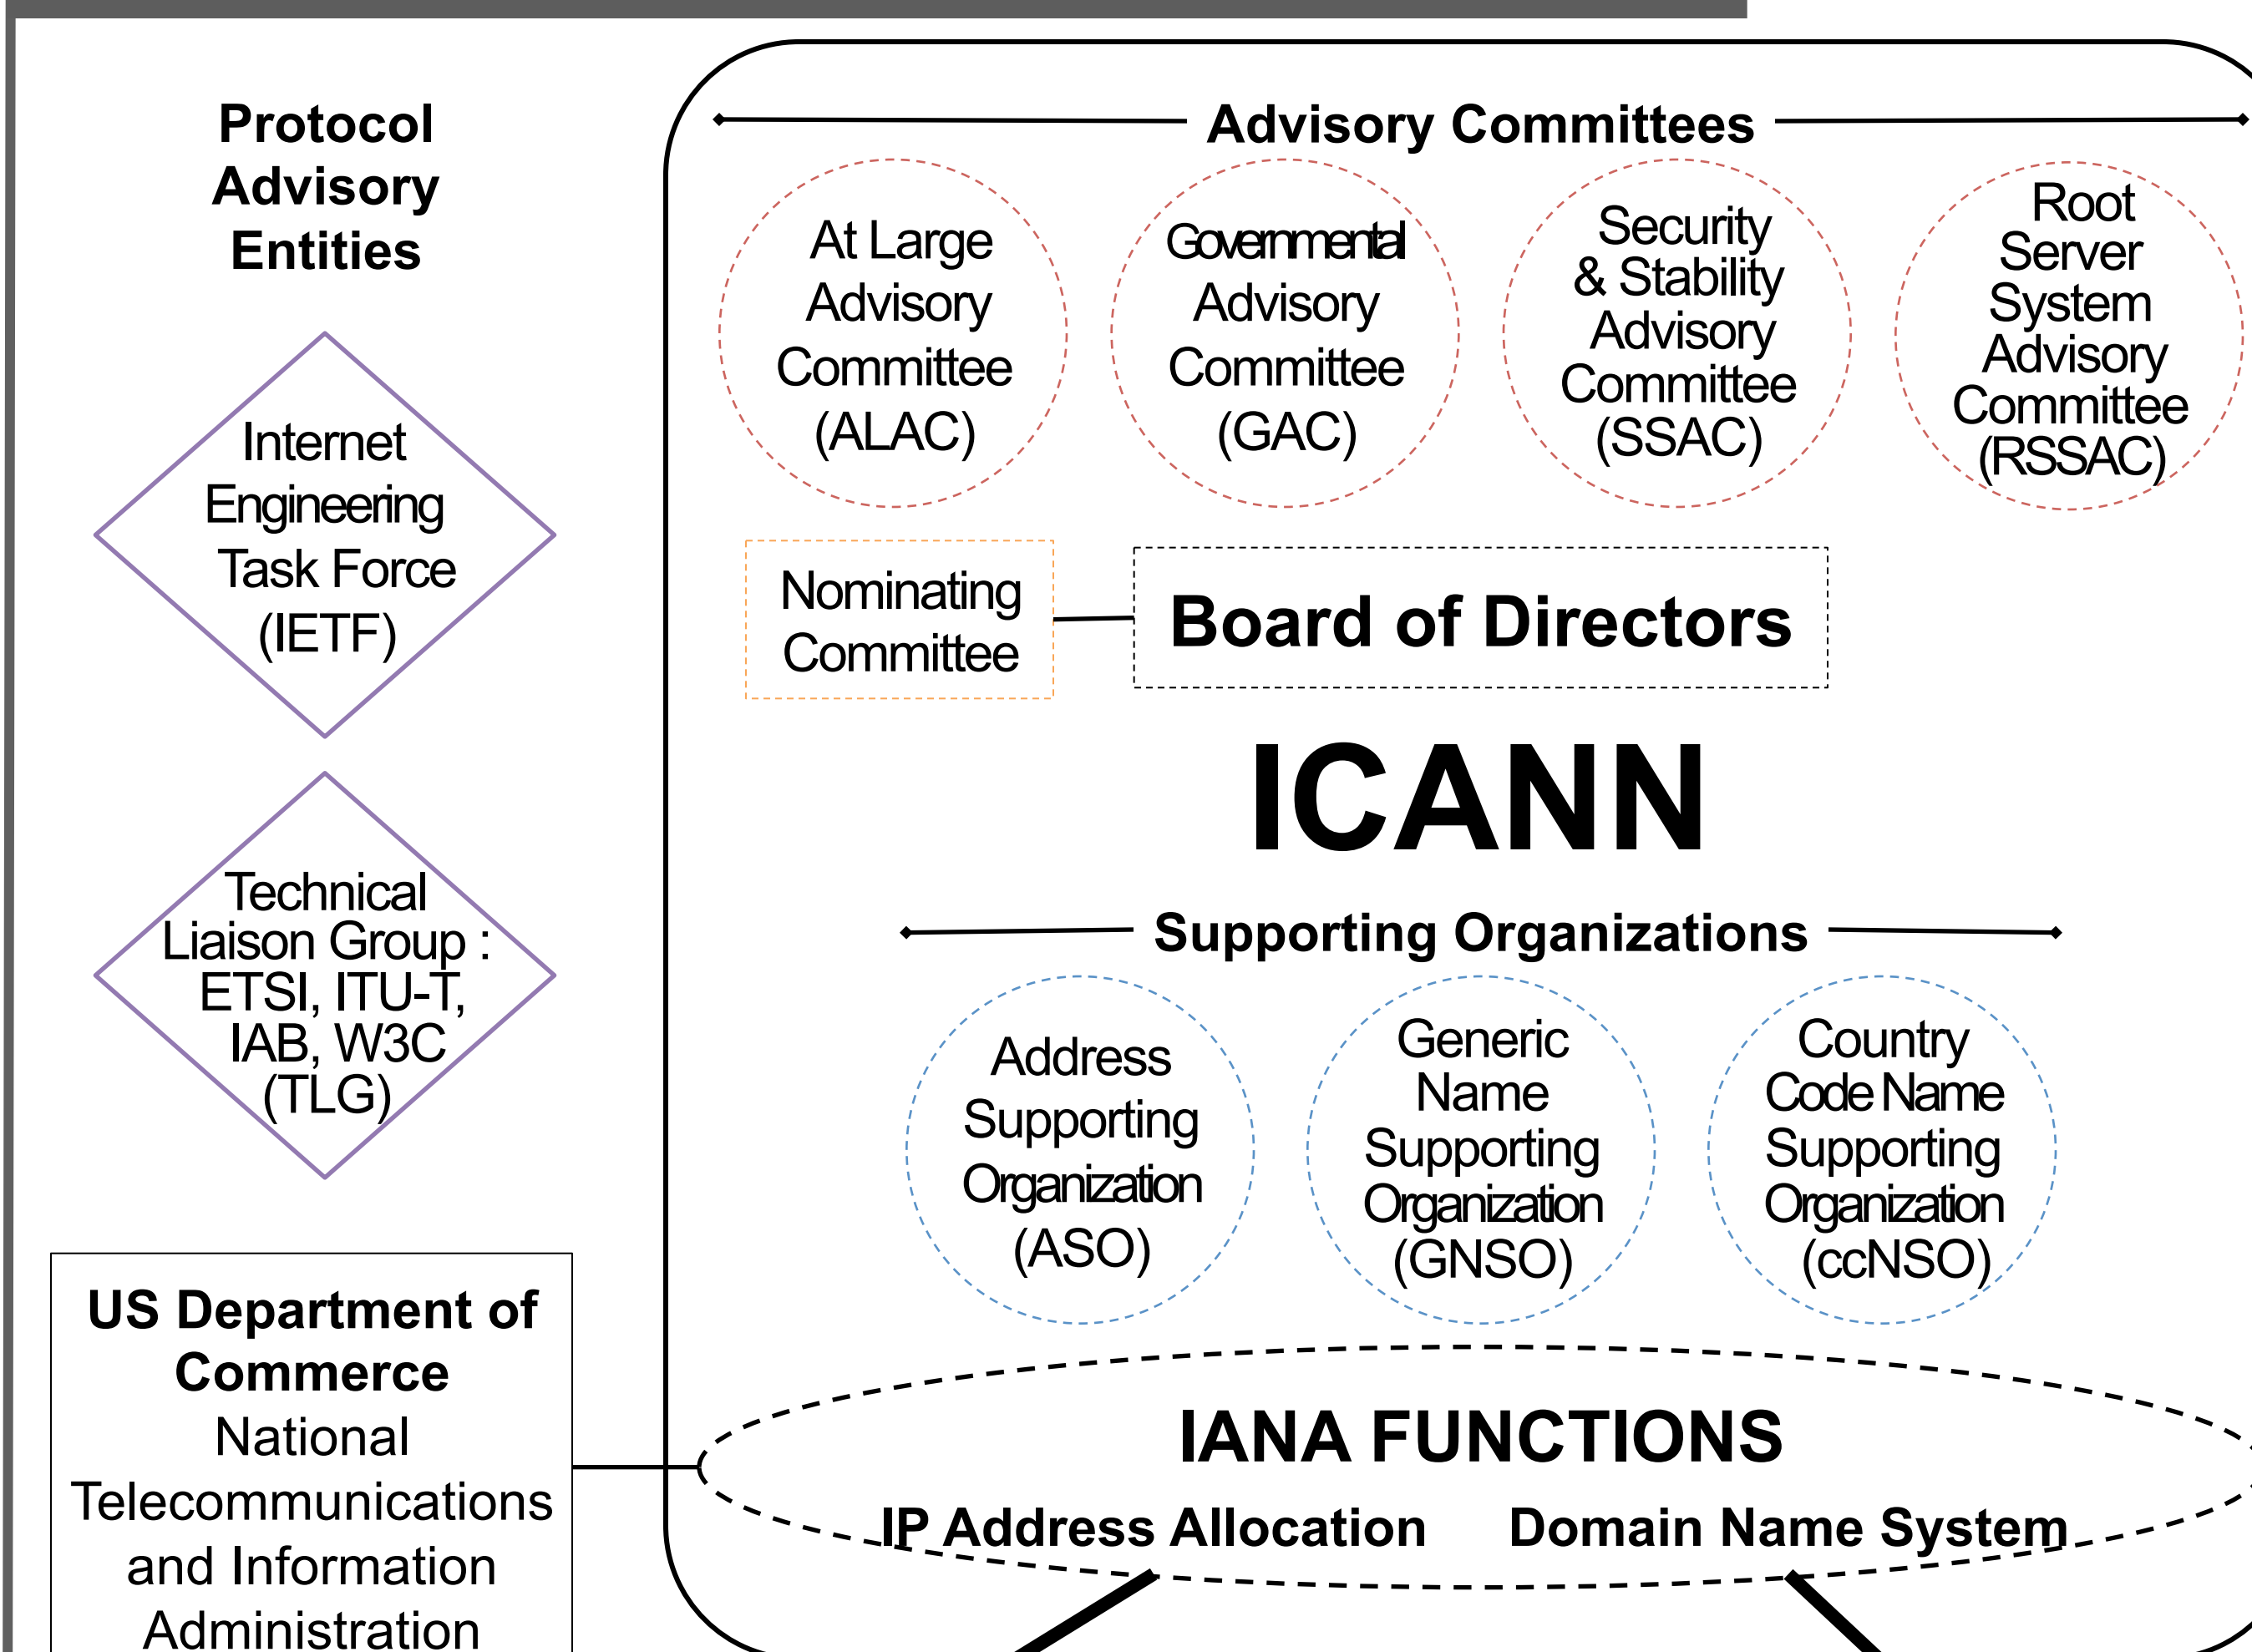 Protocol
Advisory
Entities
Internet
Engineering
Task Force
(IETF)
Technical
Liaison Group :
ETSI, ITU-T,
IAB, W3C
(TLG)
US Department of
Commerce
National
Telecommunications
and Information
Administration
Advisory Committees
At Large
Advisory
Committee
(ALAC)
Governmental
Advisory
Committee
(GAC)
Security
& Stability
Advisory
Committee
(SSAC)
Root
Server
System
Advisory
Committee
(RSSAC)
Nominating
Committee
Board of Directors
ICANN
Supporting Organizations
Address
Supporting
Organization
(ASO)
Generic
Name
Supporting
Organization
(GNSO)
Country
Code Name
Supporting
Organization
(ccNSO)
IANA FUNCTIONS
IP Address Allocation
Domain Name System